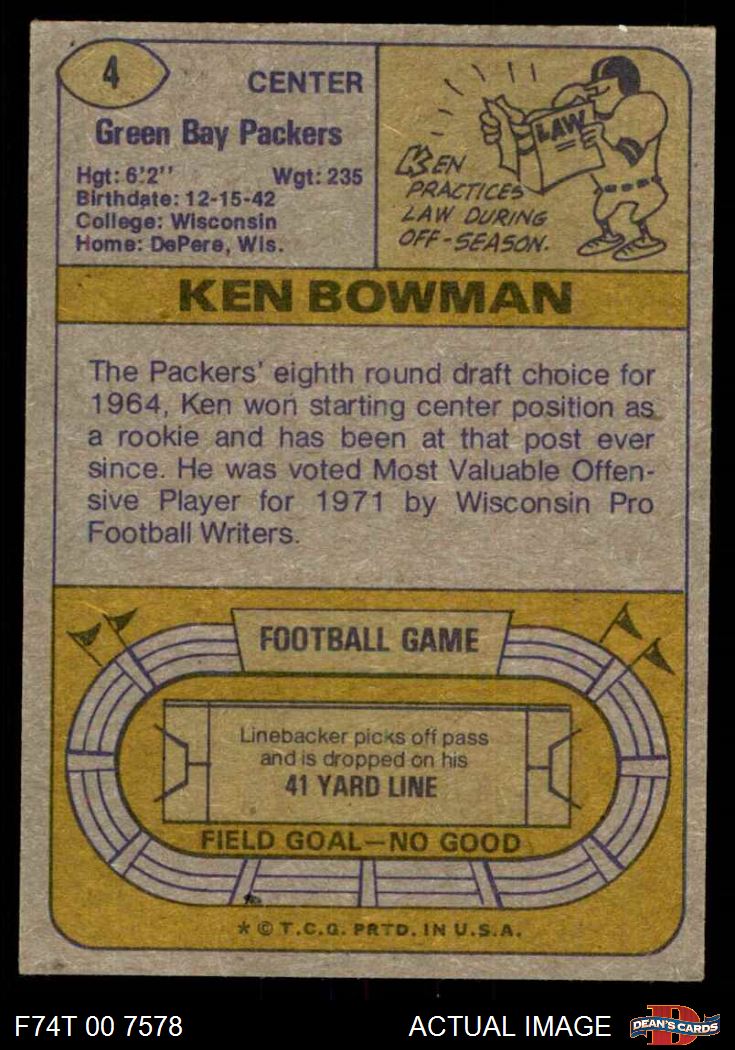 4
CENTER
Green Bay Packers
Hgt: 6'2" Wgt: 235
Birthdate: 12-15-42
College: Wisconsin
Home: DePere, Wis.
LAW
KEN
PRACTICES
LAW DURING
OFF-SEASON.
KEN BOWMAN
The Packers' eighth round draft choice for
1964, Ken won starting center position as
a rookie and has been at that post ever
since. He was voted Most Valuable Offen-
sive Player for 1971 by Wisconsin Pro
Football Writers.
FOOTBALL GAME
Linebacker picks off pass
and is dropped on his
41 YARD LINE
FIELD GOAL—NO GOOD
* © T.C.G. PRTD. IN U.S.A.
F74T 00 7578
ACTUAL IMAGE
D
DEAN'S CARDS